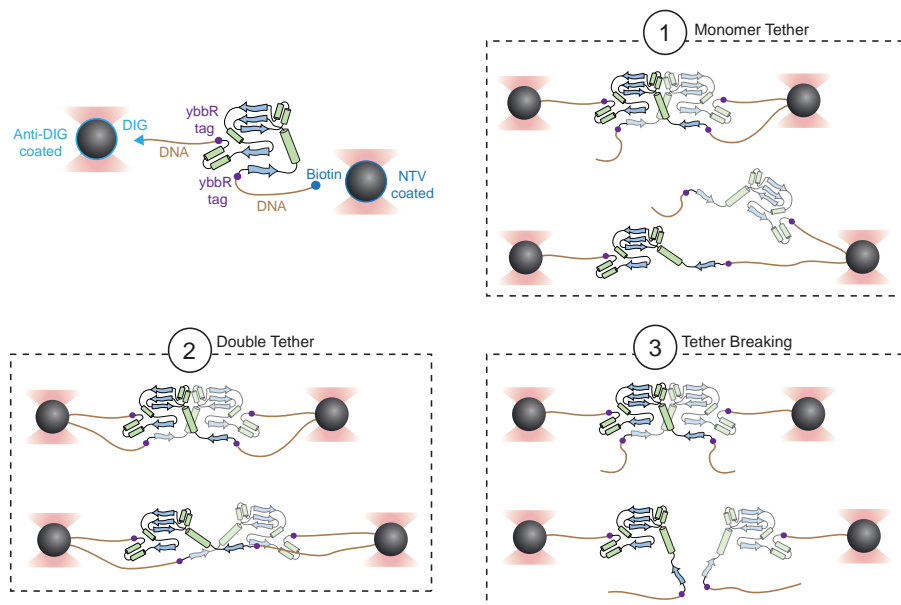 1
Monomer Tether
ybbR
tag
Anti-DIG
coated
DIG
DNA
ybbR
tag
Biotin
DNA
NTV
coated
2
Double Tether
3
Tether Breaking